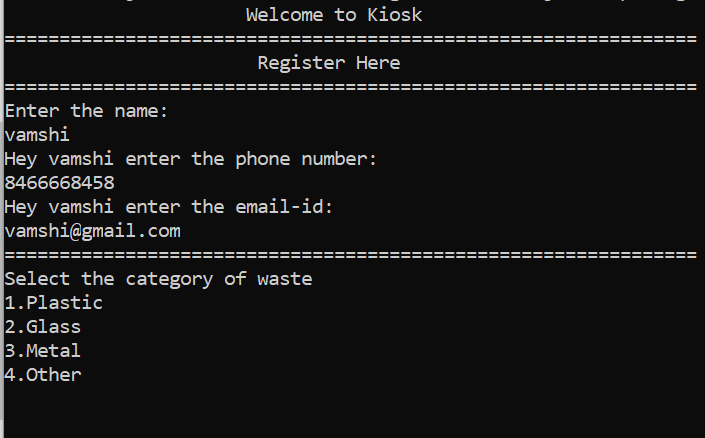 Welcome to Kiosk
===============================================================
Register Here
===============================================================
Enter the name:
vamshi
Hey vamshi enter the phone number:
8466668458
Hey vamshi enter the email-id:
vamshi@gmail.com
===============================================================
Select the category of waste
1.Plastic
2.Glass
3.Metal
4.Other